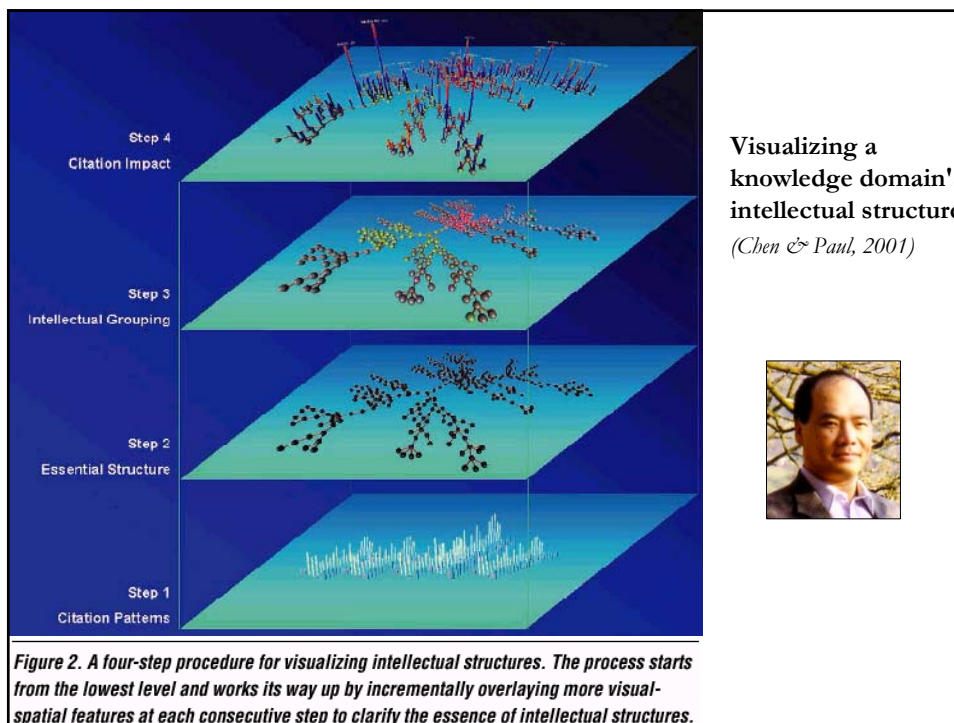 Step 4
Citation Impact
Step 3
Intellectual Grouping
Step 2
Essential Structure
Step 1
Citation Patterns
Figure 2. A four-step procedure for visualizing intellectual structures. The process starts
from the lowest level and works its way up by incrementally overlaying more visual-
spatial features at each consecutive step to clarify the essence of intellectual structures.
Visualizing a
knowledge domain'
intellectual structure
(Chen & Paul, 2001)